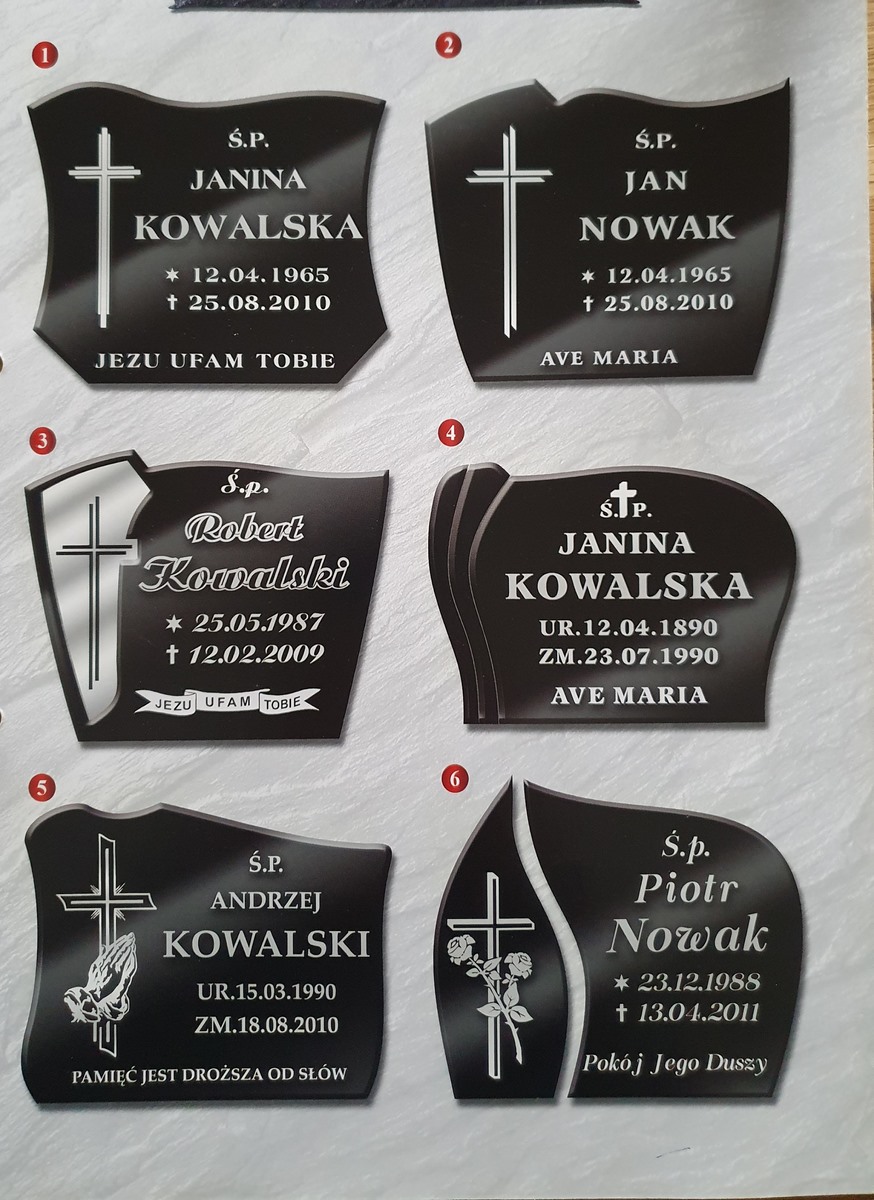 1
Ś.P.
JANINA
KOWALSKA
✶ 12.04.1965
✝ 25.08.2010
JEZU UFAM TOBIE
2
Ś.P.
JAN
NOWAK
✶ 12.04.1965
✝ 25.08.2010
AVE MARIA
3
Ś.p.
Robert
Kowalski
✶ 25.05.1987
✝ 12.02.2009
JEZU UFAM TOBIE
4
Ś.✝P.
JANINA
KOWALSKA
UR.12.04.1890
ZM.23.07.1990
AVE MARIA
5
Ś.P.
ANDRZEJ
KOWALSKI
UR.15.03.1990
ZM.18.08.2010
PAMIĘĆ JEST DROŻSZA OD SŁÓW
6
Ś.p.
Piotr
Nowak
✶ 23.12.1988
✝ 13.04.2011
Pokój Jego Duszy